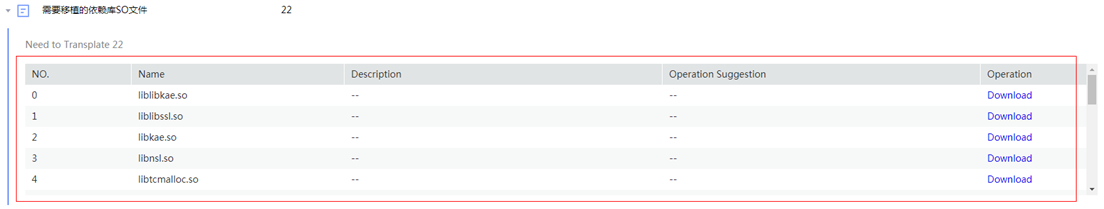 需要移植的依赖库SO文件 22
Need to Transplate 22
NO. Name Description Operation Suggestion Operation
0 liblibkae.so -- -- Download
1 liblibssl.so -- -- Download
2 libkae.so -- -- Download
3 libnsl.so -- -- Download
4 libtcmalloc.so -- -- Download